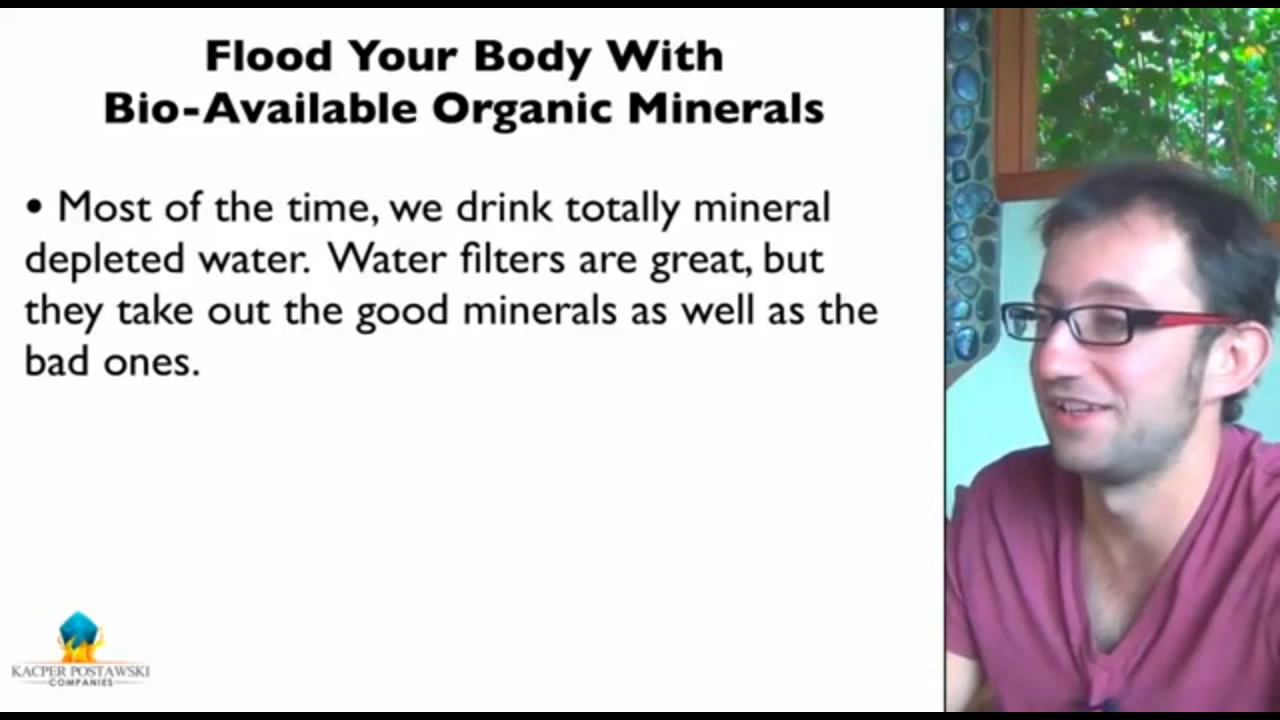 Flood Your Body With
Bio-Available Organic Minerals
• Most of the time, we drink totally mineral
depleted water. Water filters are great, but
they take out the good minerals as well as the
bad ones.
KACPER POSTAWSKI
COMPANIES